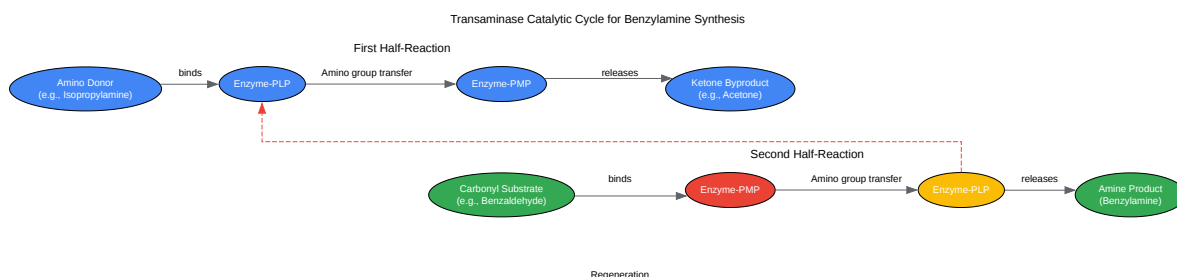 Transaminase Catalytic Cycle for Benzylamine Synthesis
First Half-Reaction
Amino Donor
(e.g., Isopropylamine)
binds
Enzyme-PLP
Amino group transfer
Enzyme-PMP
releases
Ketone Byproduct
(e.g., Acetone)
Second Half-Reaction
Carbonyl Substrate
(e.g., Benzaldehyde)
binds
Enzyme-PMP
Amino group transfer
Enzyme-PLP
releases
Amine Product
(Benzylamine)
Regeneration